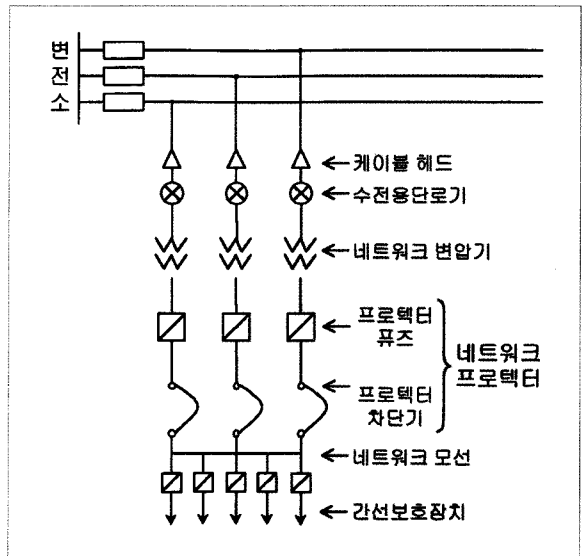 변
전
소
케이블 헤드
수전용단로기
네트워크 변압기
프로텍터
퓨즈
네트워크
프로텍터
프로텍터
차단기
네트워크 모선
간선보호장치